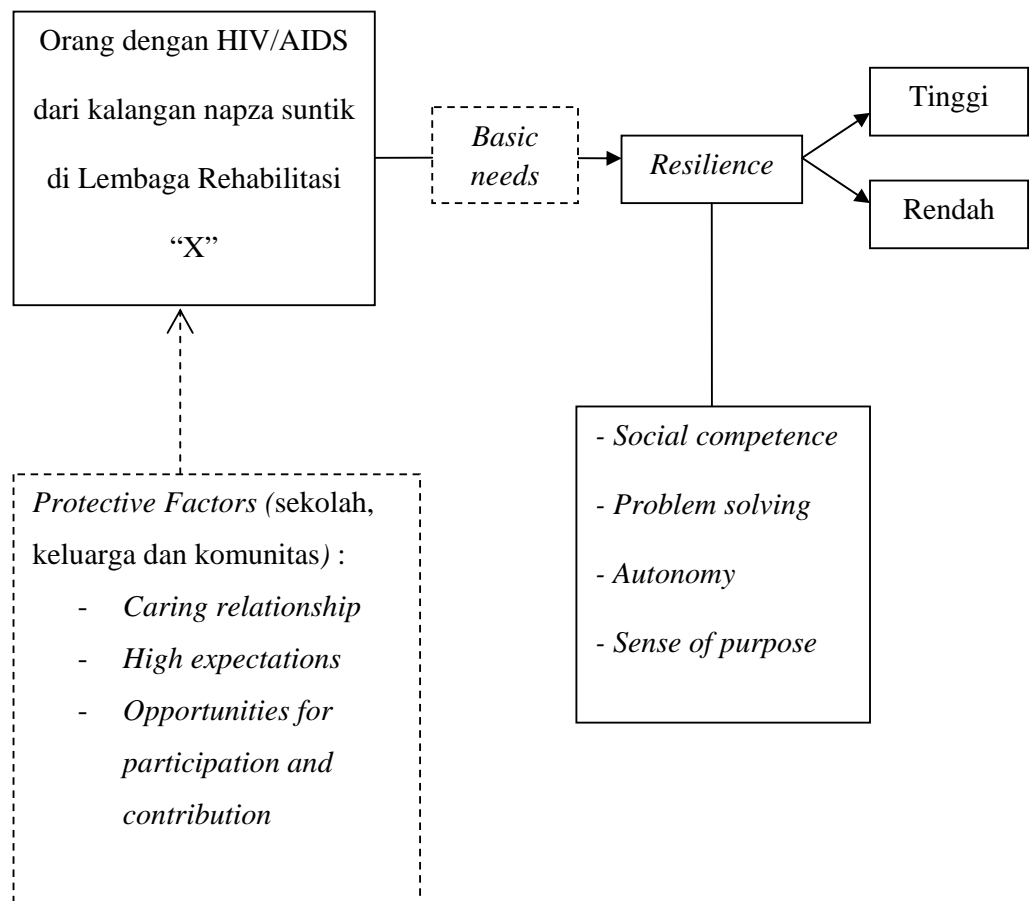 Orang dengan HIV/AIDS
dari kalangan napza suntik
di Lembaga Rehabilitasi
“X”
Basic
needs
Resilience
Tinggi
Rendah
Protective Factors (sekolah,
keluarga dan komunitas) :
- Caring relationship
- High expectations
- Opportunities for
participation and
contribution
- Social competence
- Problem solving
- Autonomy
- Sense of purpose